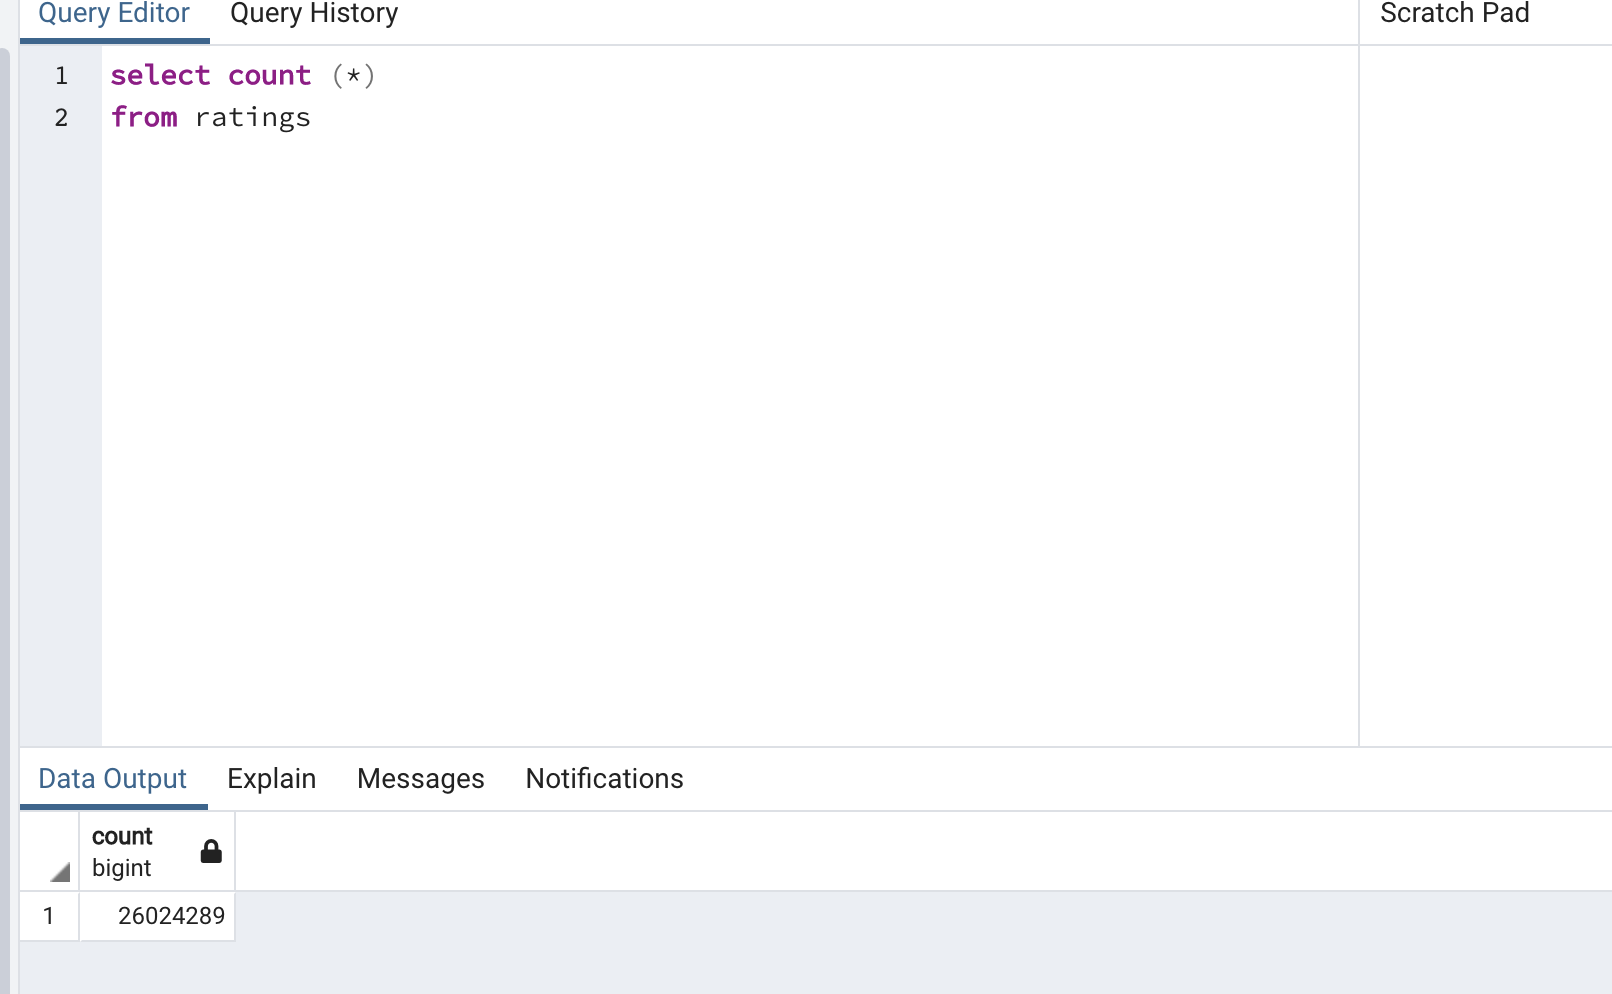 Query Editor Query History Scratch Pad
1 select count (*)
2 from ratings
Data Output Explain Messages Notifications
count
bigint
1 26024289